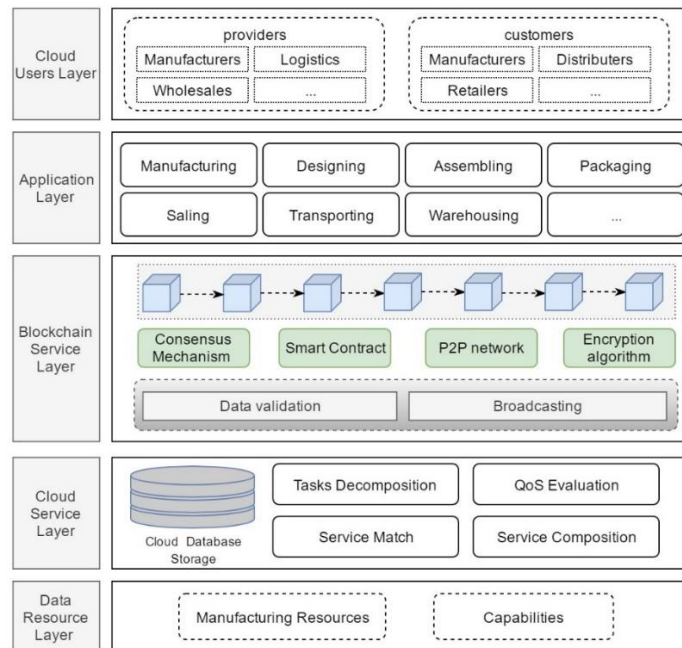 Cloud
Users Layer
providers
Manufacturers
Logistics
Wholesales
...
customers
Manufacturers
Distributers
Retailers
...
Application
Layer
Manufacturing
Designing
Assembling
Packaging
Saling
Transporting
Warehousing
...
Blockchain
Service
Layer
Consensus
Mechanism
Smart Contract
P2P network
Encryption
algorithm
Data validation
Broadcasting
Cloud
Service
Layer
Cloud Database
Storage
Tasks Decomposition
QoS Evaluation
Service Match
Service Composition
Data
Resource
Layer
Manufacturing Resources
Capabilities